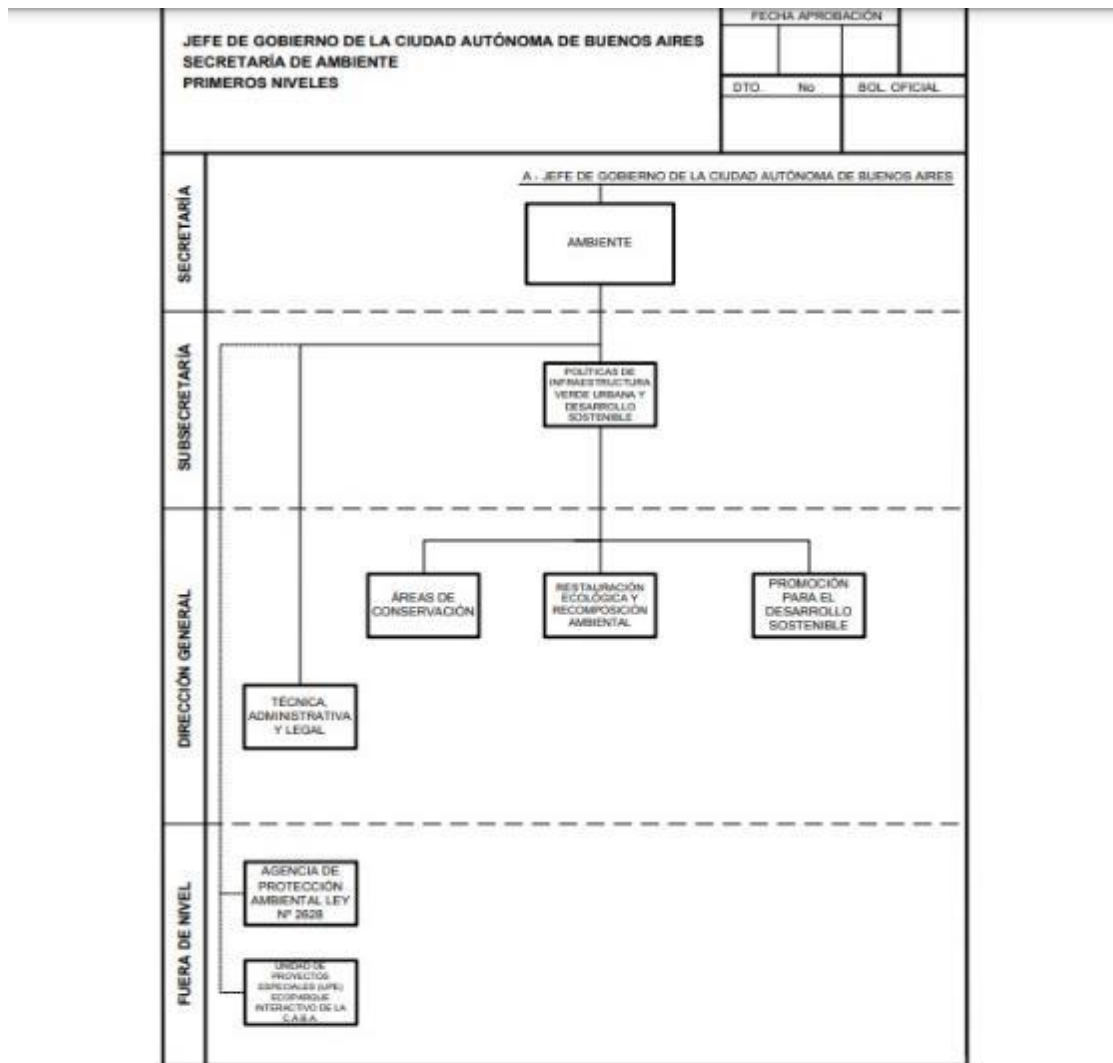 JEFE DE GOBIERNO DE LA CIUDAD AUTÓNOMA DE BUENOS AIRES
SECRETARÍA DE AMBIENTE
PRIMEROS NIVELES
FECHA APROBACIÓN
DTO. No BOL. OFICIAL
SECRETARÍA
A - JEFE DE GOBIERNO DE LA CIUDAD AUTÓNOMA DE BUENOS AIRES
AMBIENTE
SUBSECRETARÍA
POLÍTICAS DE
INFRAESTRUCTURA
VERDE URBANA Y
DESARROLLO
SOSTENIBLE
DIRECCIÓN GENERAL
ÁREAS DE
CONSERVACIÓN
RESTAURACIÓN
ECOLÓGICA Y
RECOMPOSICIÓN
AMBIENTAL
PROMOCIÓN
PARA EL
DESARROLLO
SOSTENIBLE
TÉCNICA,
ADMINISTRATIVA
Y LEGAL
FUERA DE NIVEL
AGENCIA DE
PROTECCIÓN
AMBIENTAL LEY
Nº 2628
UNIDAD DE
PROYECTOS
ESPECIALES (UPE)
ECOPARQUE
INTERACTIVO DE LA
C.A.B.A.